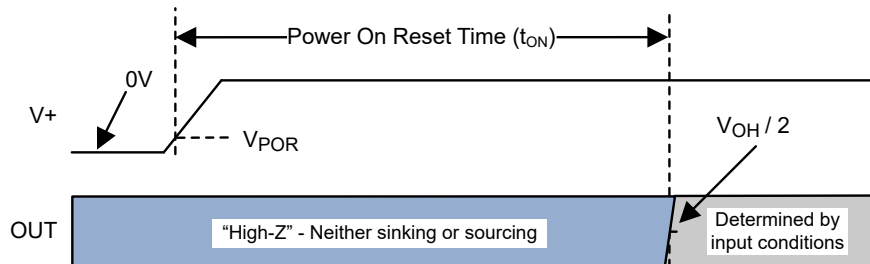 Power On Reset Time (tON)
0V
V+
VPOR
VOH / 2
OUT
“High-Z” - Neither sinking or sourcing
Determined by
input conditions